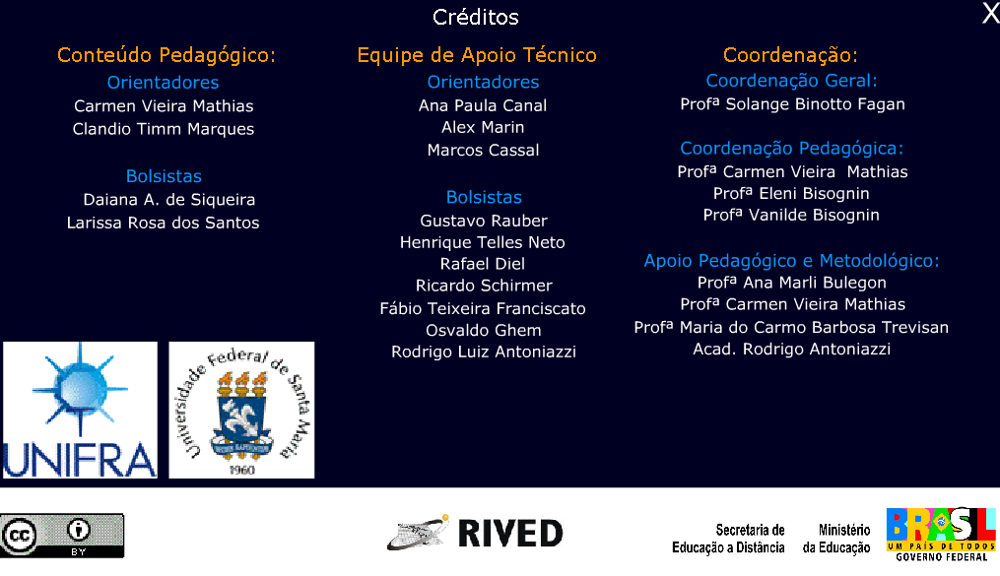 Créditos
X
Conteúdo Pedagógico:
Orientadores
Carmen Vieira Mathias
Clandio Timm Marques
Bolsistas
Daiana A. de Siqueira
Larissa Rosa dos Santos
Equipe de Apoio Técnico
Orientadores
Ana Paula Canal
Alex Marin
Marcos Cassal
Bolsistas
Gustavo Rauber
Henrique Telles Neto
Rafael Diel
Ricardo Schirmer
Fábio Teixeira Franciscato
Osvaldo Ghem
Rodrigo Luiz Antoniazzi
Coordenação:
Coordenação Geral:
Profª Solange Binotto Fagan
Coordenação Pedagógica:
Profª Carmen Vieira  Mathias
Profª Eleni Bisognin
Profª Vanilde Bisognin
Apoio Pedagógico e Metodológico:
Profª Ana Marli Bulegon
Profª Carmen Vieira Mathias
Profª Maria do Carmo Barbosa Trevisan
Acad. Rodrigo Antoniazzi
UNIFRA
Universidade Federal de Santa Maria
1960
cc
BY
RIVED
Secretaria de
Educação a Distância
Ministério
da Educação
BRASIL
UM PAÍS DE TODOS
GOVERNO FEDERAL